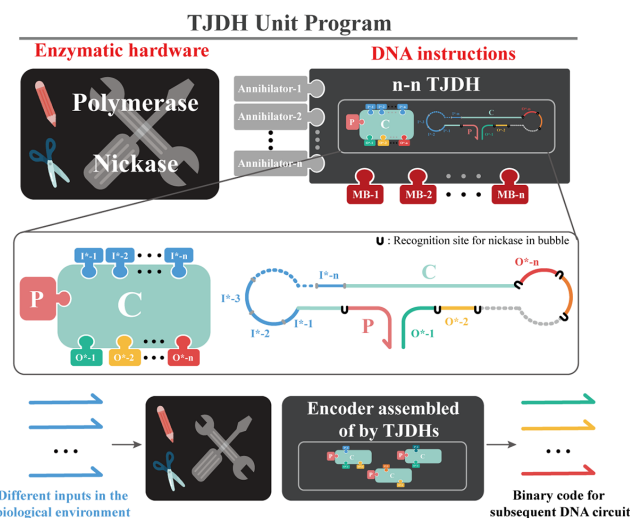 TJDH Unit Program
Enzymatic hardware
DNA instructions
Polymerase
Nickase
Annihilator-1
Annihilator-2
Annihilator-n
n-n TJDH
P
C
C
P
MB-1
MB-2
MB-n
: Recognition site for nickase in bubble
I*-1
I*-2
I*-n
P
C
O*-1
O*-2
O*-n
I*-n
C
O*-n
I*-3
I*-2
I*-1
P
O*-1
O*-2
Encoder assembled
of by TJDHs
Different inputs in the
biological environment
Binary code for
subsequent DNA circuit